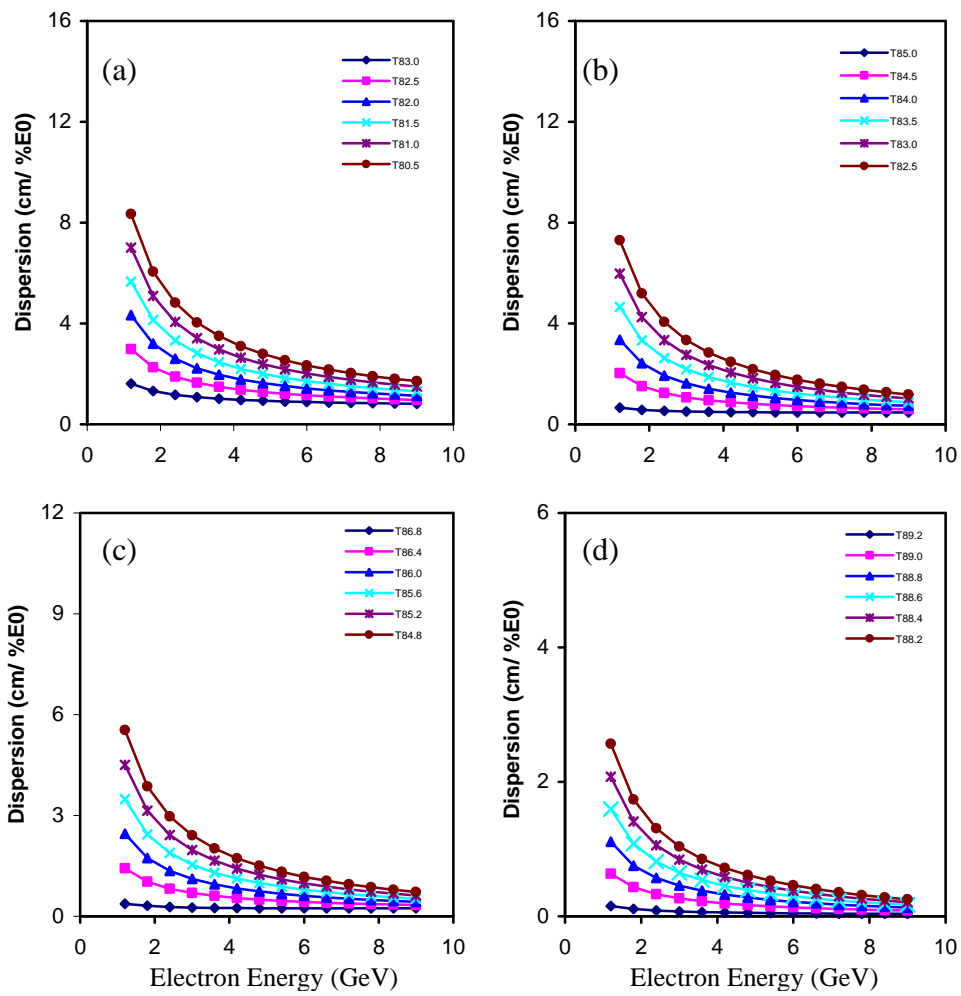 16
12
8
4
0
Dispersion (cm/ %E0)
(a)
T83.0
T82.5
T82.0
T81.5
T81.0
T80.5
0 2 4 6 8 10
16
12
8
4
0
Dispersion (cm/ %E0)
(b)
T85.0
T84.5
T84.0
T83.5
T83.0
T82.5
0 2 4 6 8 10
12
9
6
3
0
Dispersion (cm/ %E0)
(c)
T86.8
T86.4
T86.0
T85.6
T85.2
T84.8
0 2 4 6 8 10
Electron Energy (GeV)
6
4
2
0
Dispersion (cm/ %E0)
(d)
T89.2
T89.0
T88.8
T88.6
T88.4
T88.2
0 2 4 6 8 10
Electron Energy (GeV)